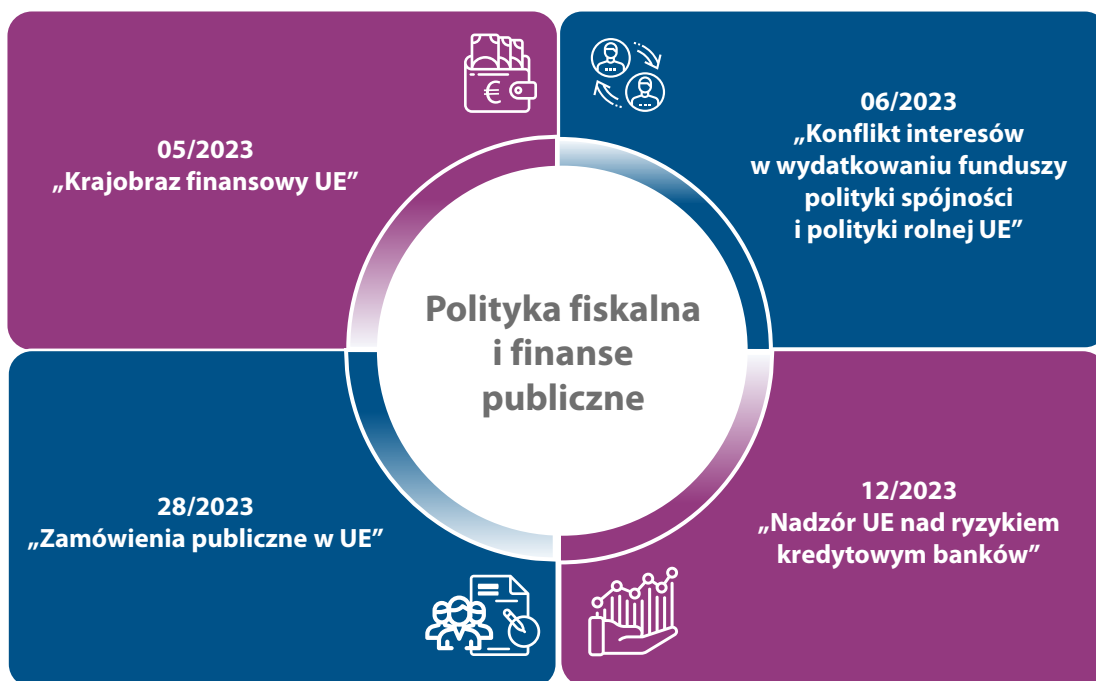 05/2023
„Krajobraz finansowy UE”
06/2023
„Konflikt interesów
w wydatkowaniu funduszy
polityki spójności
i polityki rolnej UE”
Polityka fiskalna
i finanse
publiczne
28/2023
„Zamówienia publiczne w UE”
12/2023
„Nadzór UE nad ryzykiem
kredytowym banków”